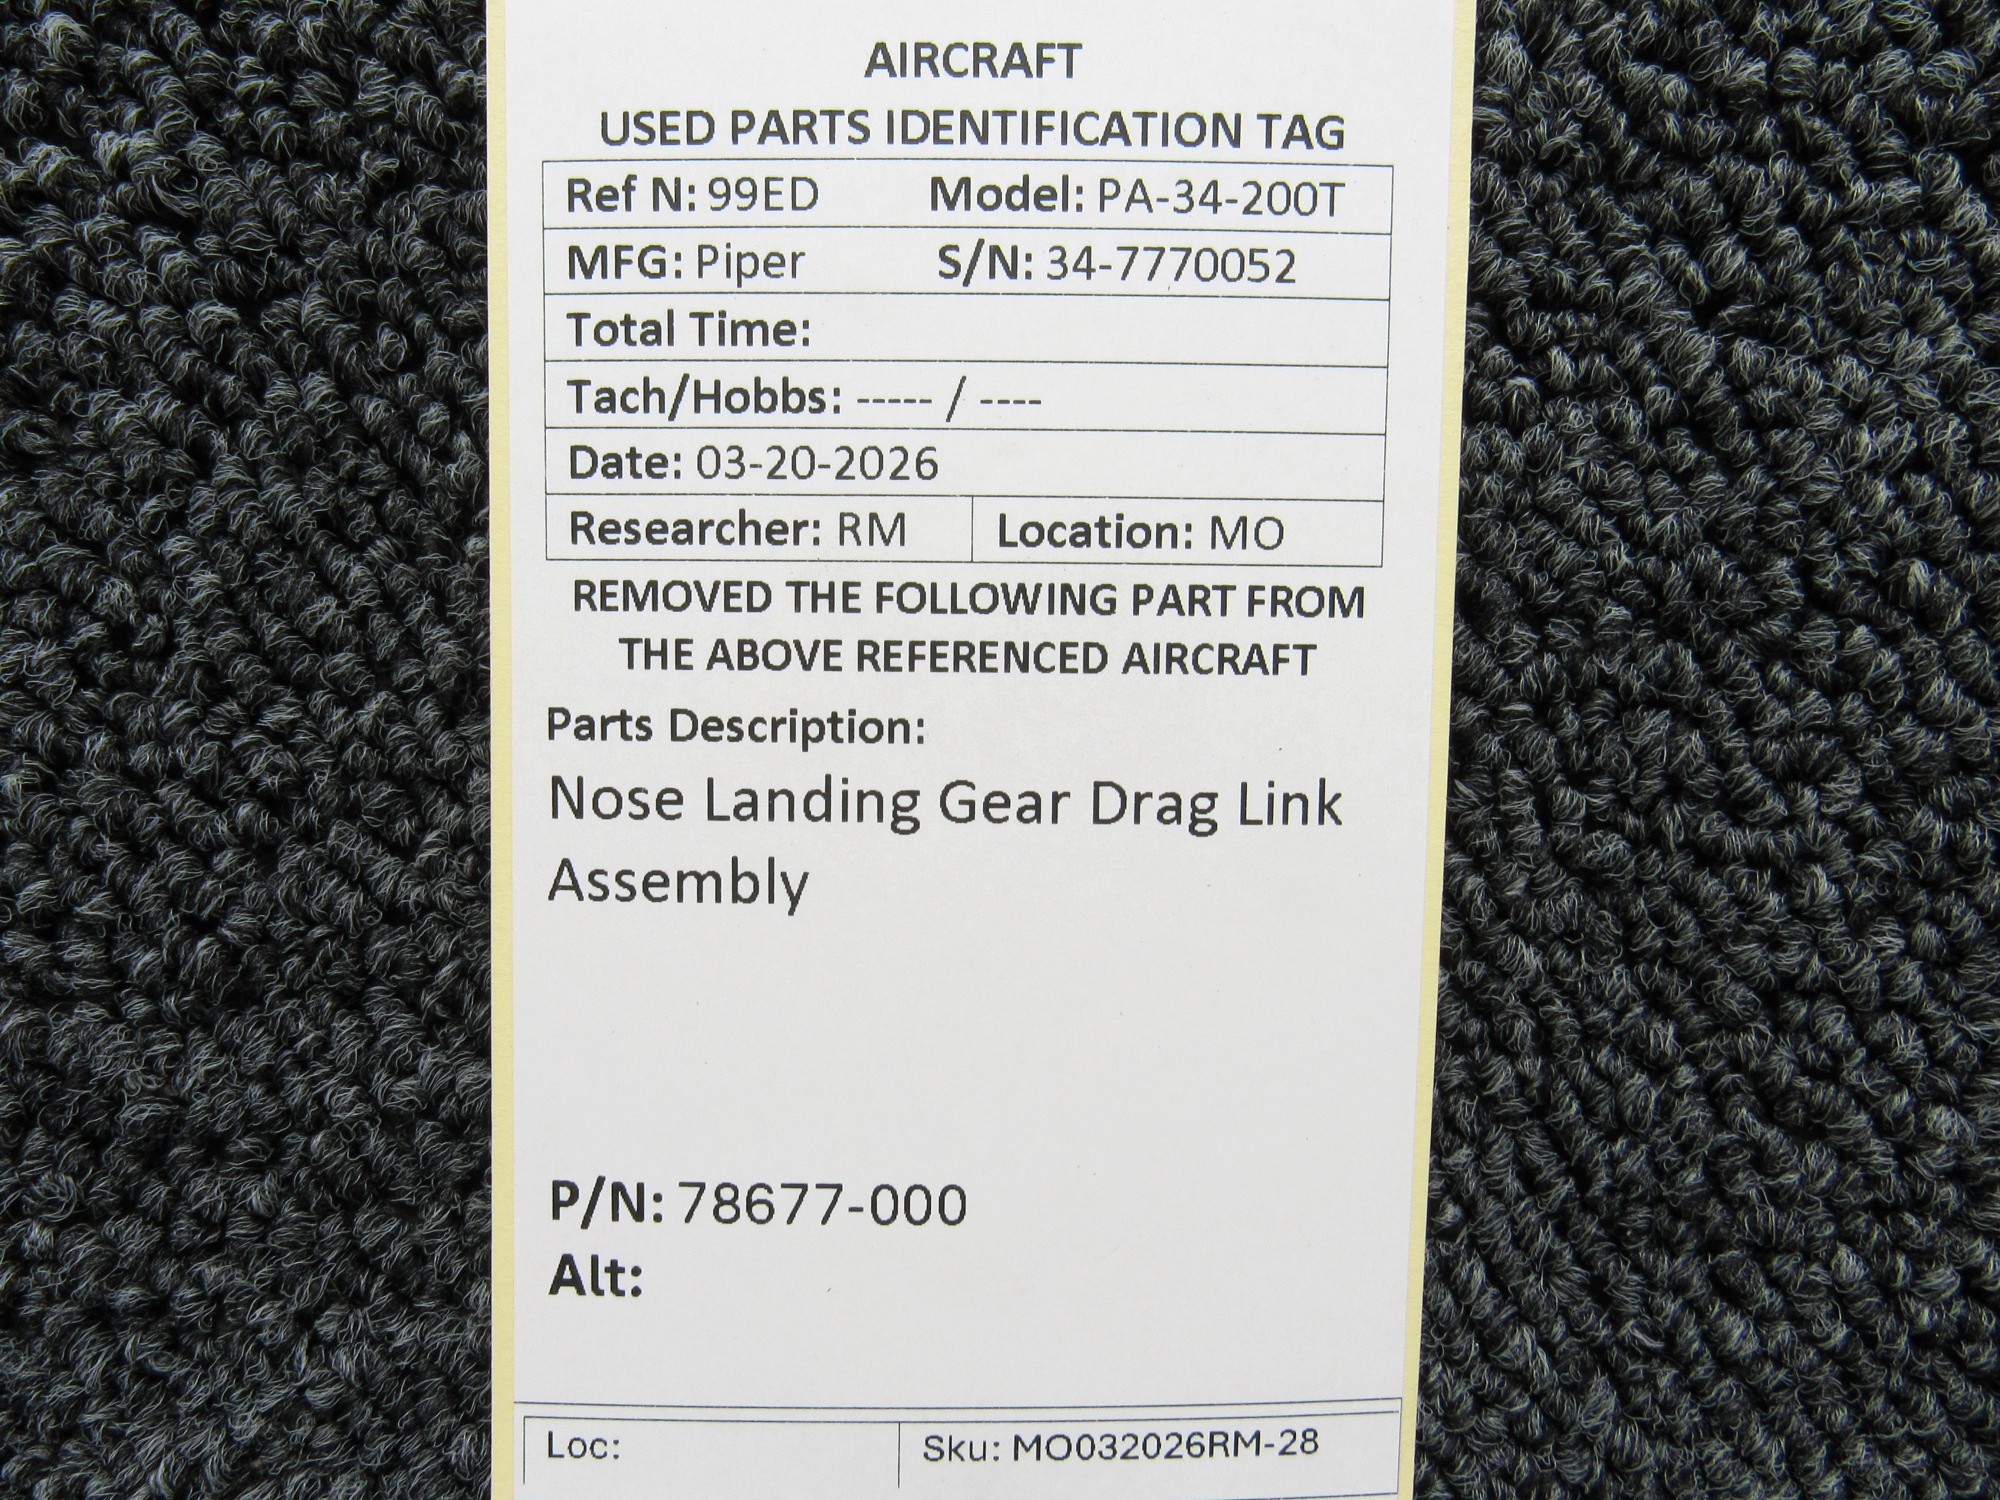 AIRCRAFT
USED PARTS IDENTIFICATION TAG
Ref N: 99ED Model: PA-34-200T
MFG: Piper S/N: 34-7770052
Total Time:
Tach/Hobbs: ----- / ----
Date: 03-20-2026
Researcher: RM Location: MO
REMOVED THE FOLLOWING PART FROM
THE ABOVE REFERENCED AIRCRAFT
Parts Description:
Nose Landing Gear Drag Link
Assembly
P/N: 78677-000
Alt:
Loc: Sku: MO032026RM-28